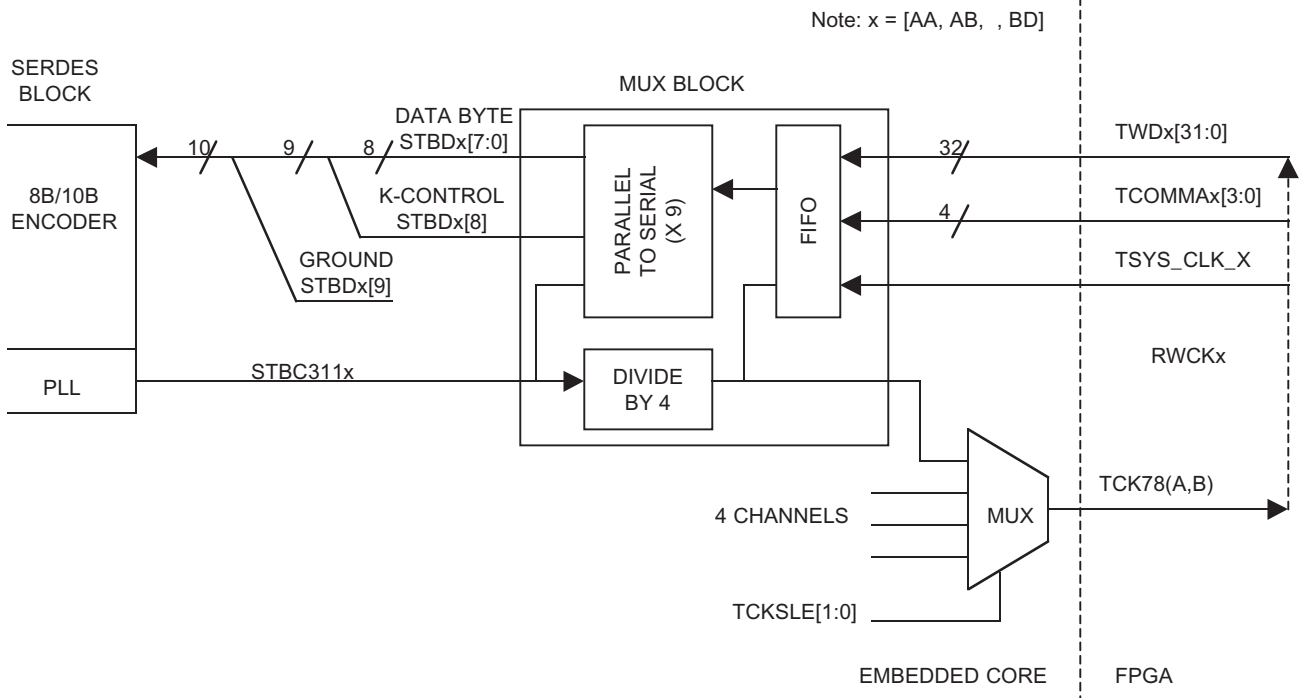 Note: x = [AA, AB, , BD]
SERDES
BLOCK
MUX BLOCK
DATA BYTE
STBDx[7:0]
10
9
8
32
TWDx[31:0]
8B/10B
ENCODER
K-CONTROL
STBDx[8]
PARALLEL
TO SERIAL
(X 9)
FIFO
4
TCOMMAx[3:0]
GROUND
STBDx[9]
TSYS_CLK_X
RWCKx
PLL
STBC311x
DIVIDE
BY 4
TCK78(A,B)
4 CHANNELS
MUX
TCKSLE[1:0]
EMBEDDED CORE
FPGA